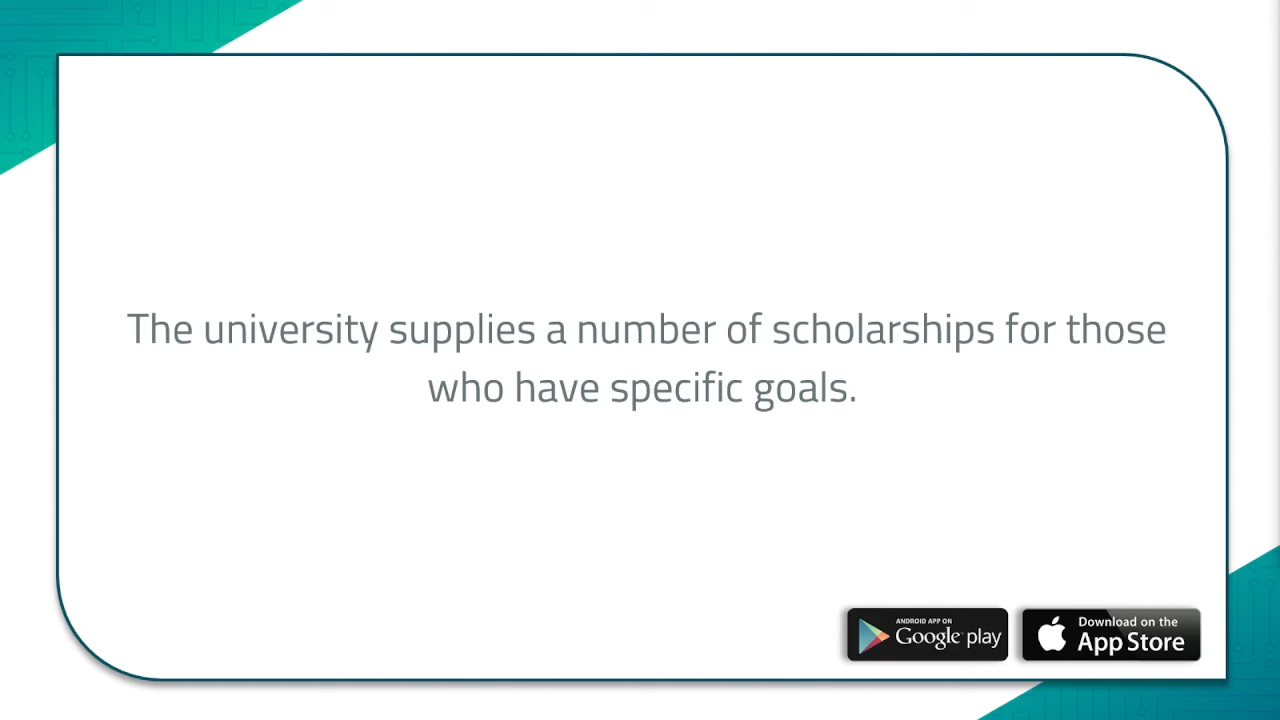 The university supplies a number of scholarships for those
who have specific goals.
ANDROID APP ON
Google play
Download on the
App Store